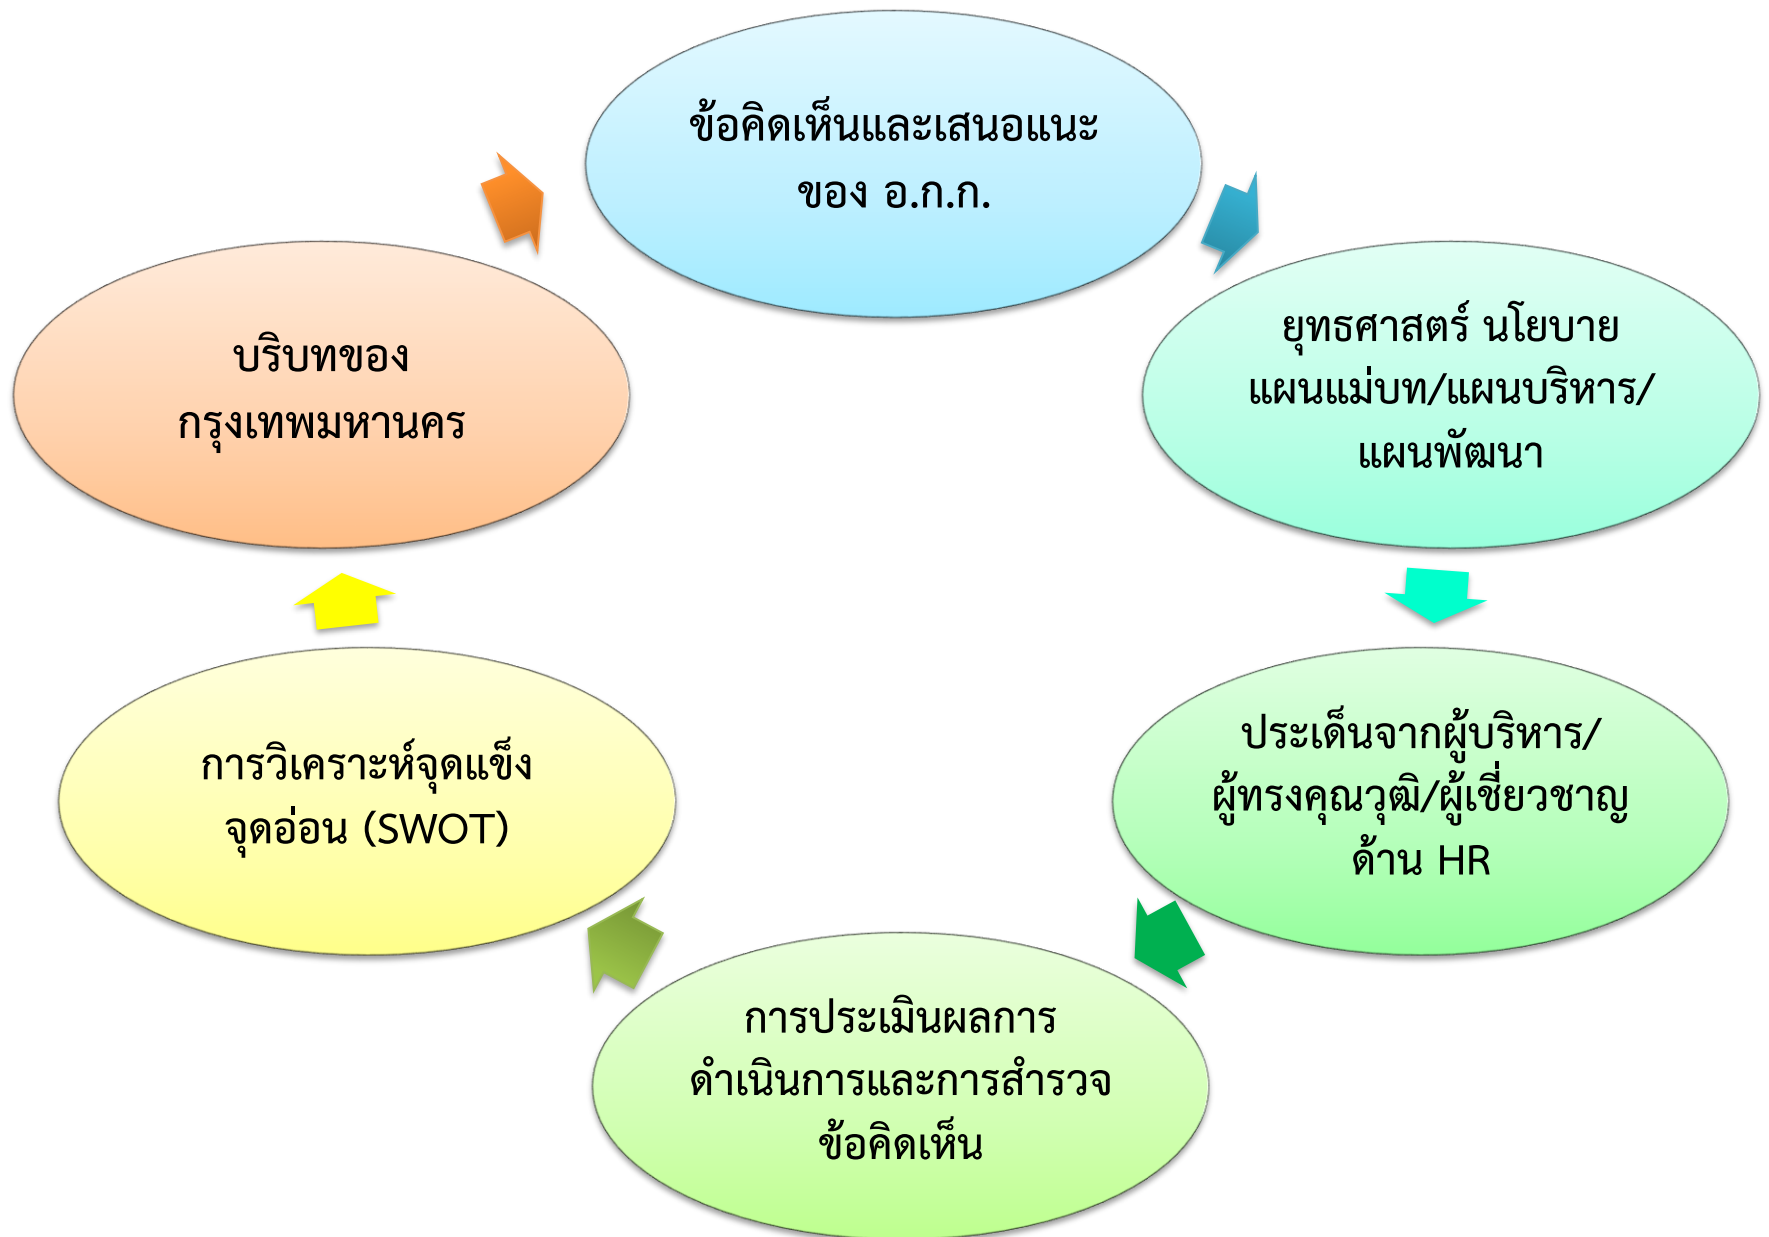 ข้อคิดเห็นและเสนอแนะ
ของ อ.ก.ก.
ยุทธศาสตร์ นโยบาย
แผนแม่บท/แผนบริหาร/
แผนพัฒนา
ประเด็นจากผู้บริหาร/
ผู้ทรงคุณวุฒิ/ผู้เชี่ยวชาญ
ด้าน HR
การประเมินผลการ
ดำเนินการและการสำรวจ
ข้อคิดเห็น
การวิเคราะห์จุดแข็ง
จุดอ่อน (SWOT)
บริบทของ
กรุงเทพมหานคร